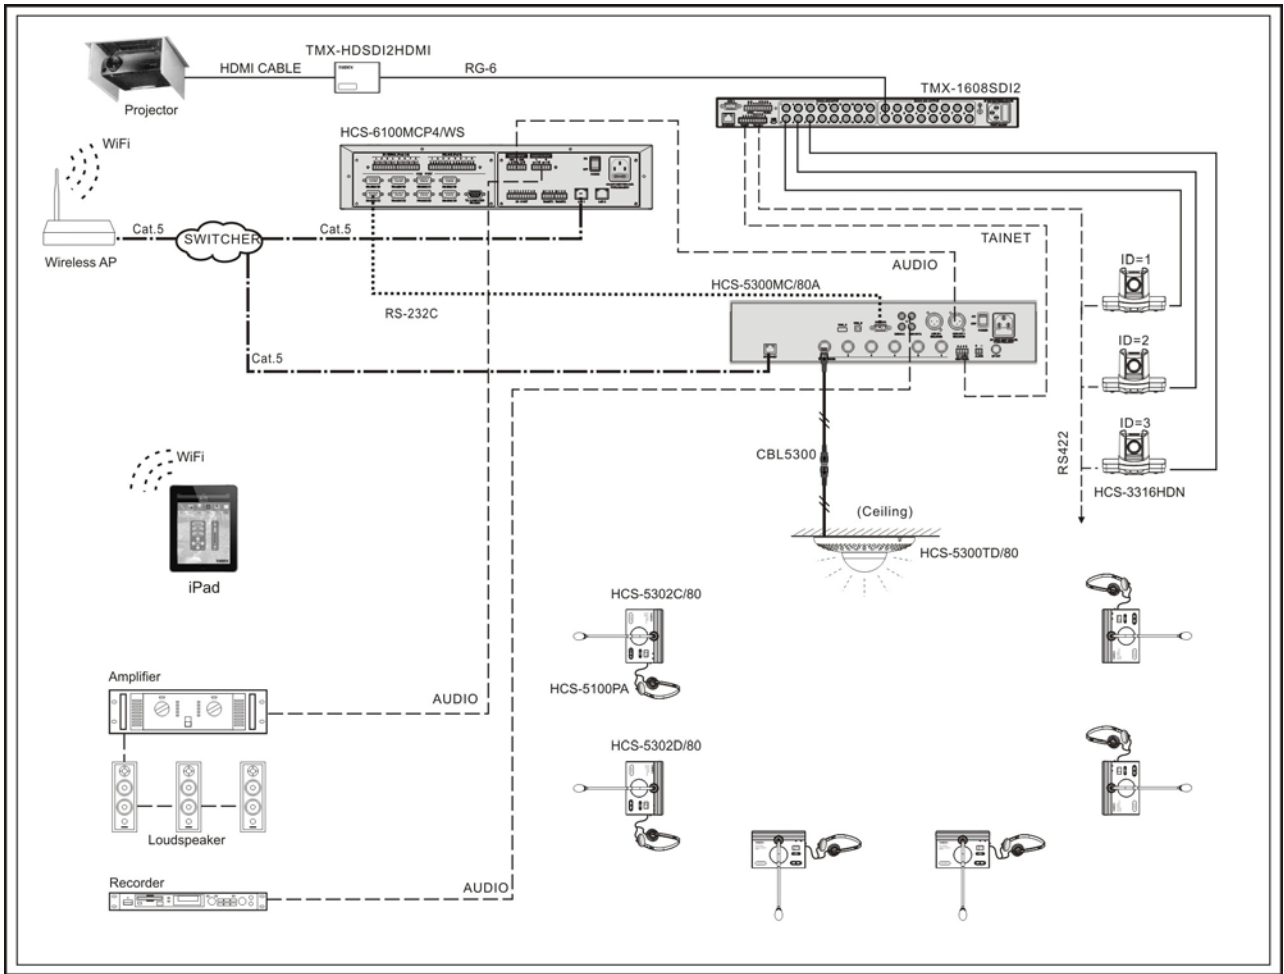 TMX-HDSDI2HDMI
HDMI CABLE
RG-6
TMX-1608SDI2
Projector
HCS-6100MCP4/WS
WiFi
Cat.5
SWITCHER
Cat.5
Wireless AP
TAINET
AUDIO
ID=1
HCS-5300MC/80A
RS-232C
ID=2
Cat.5
ID=3
RS422
CBL5300
WiFi
HCS-3316HDN
(Ceiling)
HCS-5300TD/80
iPad
HCS-5302C/80
Amplifier
HCS-5100PA
AUDIO
HCS-5302D/80
Loudspeaker
Recorder
AUDIO